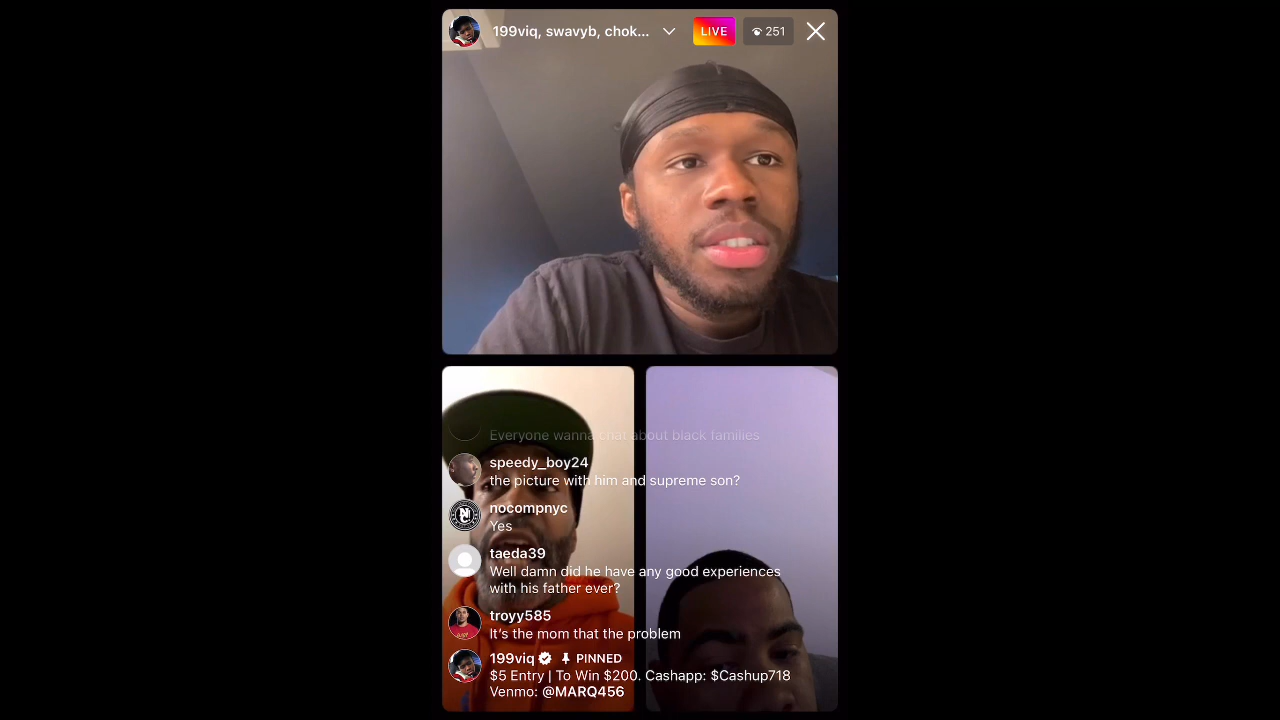 199viq, swavyb, chok...
LIVE
251
Everyone wanna chat about black families
speedy_boy24
the picture with him and supreme son?
nocompnyc
Yes
taeda39
Well damn did he have any good experiences
with his father ever?
troyy585
It’s the mom that the problem
199viq PINNED
$5 Entry | To Win $200. Cashapp: $Cashup718
Venmo: @MARQ456